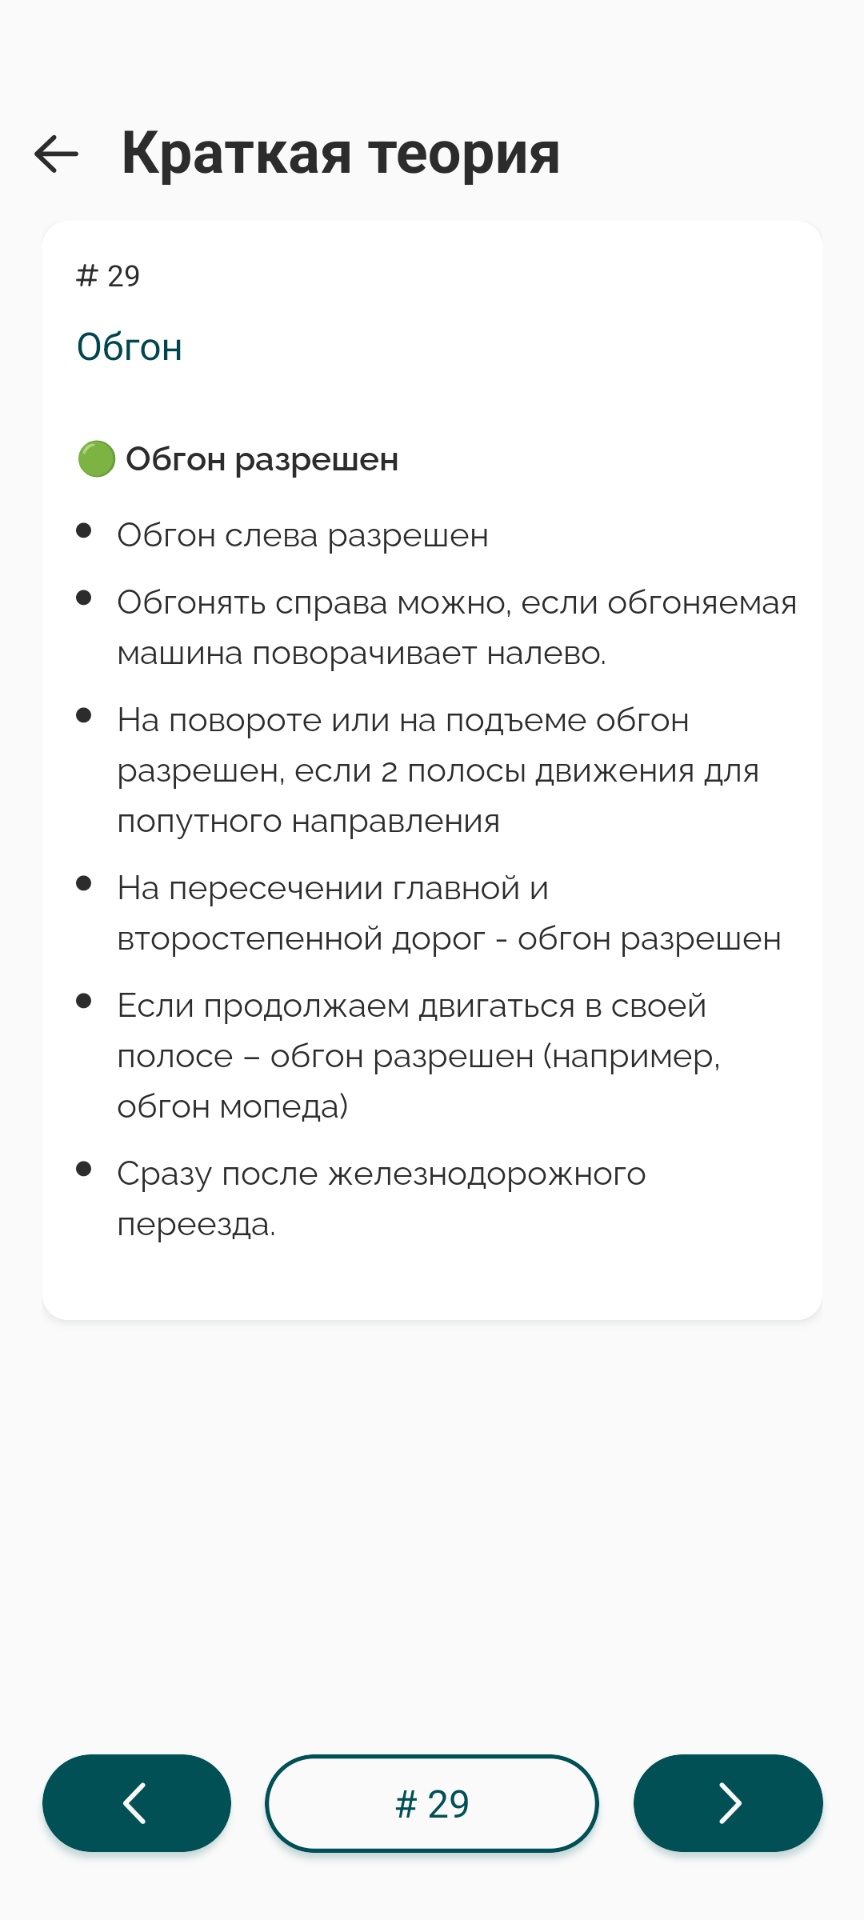 Краткая теория
# 29
Обгон
Обгон разрешен
Обгон слева разрешен
Обгонять справа можно, если обгоняемая
машина поворачивает налево.
На повороте или на подъеме обгон
разрешен, если 2 полосы движения для
попутного направления
На пересечении главной и
второстепенной дорог - обгон разрешен
Если продолжаем двигаться в своей
полосе – обгон разрешен (например,
обгон мопеда)
Сразу после железнодорожного
переезда.
# 29